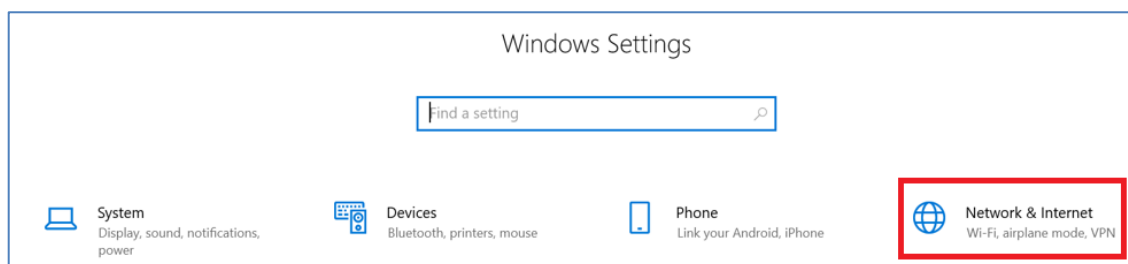 Windows Settings
Find a setting
System
Display, sound, notifications,
power
Devices
Bluetooth, printers, mouse
Phone
Link your Android, iPhone
Network & Internet
Wi-Fi, airplane mode, VPN